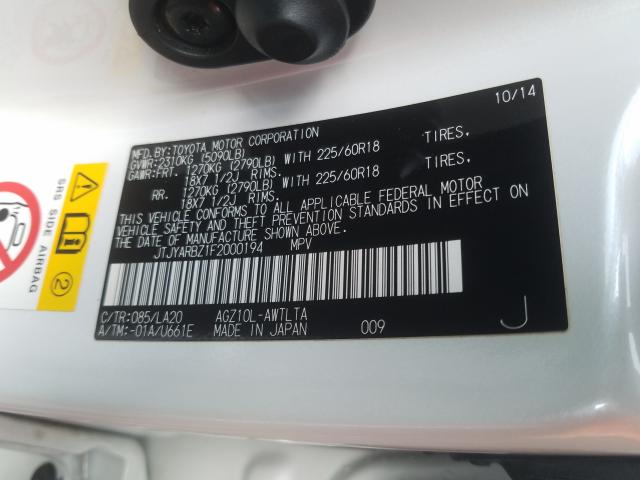 10/14
MFD. BY: TOYOTA MOTOR CORPORATION
GVWR: 2310KG (5090LB)
GAWR: FRT. 1270KG (2790LB) WITH 225/60R18 TIRES,
18X7 1/2J RIMS.
RR. 1270KG (2790LB) WITH 225/60R18 TIRES,
18X7 1/2J RIMS.
THIS VEHICLE CONFORMS TO ALL APPLICABLE FEDERAL MOTOR
VEHICLE SAFETY AND THEFT PREVENTION STANDARDS IN EFFECT ON
THE DATE OF MANUFACTURE SHOWN ABOVE.
JTJYARBZ1F2000194 MPV
C/TR: 085/LA20 AGZ10L-AWTLTA
A/TM: -01A/U661E MADE IN JAPAN 009 J
SRS SIDE AIRBAG
2